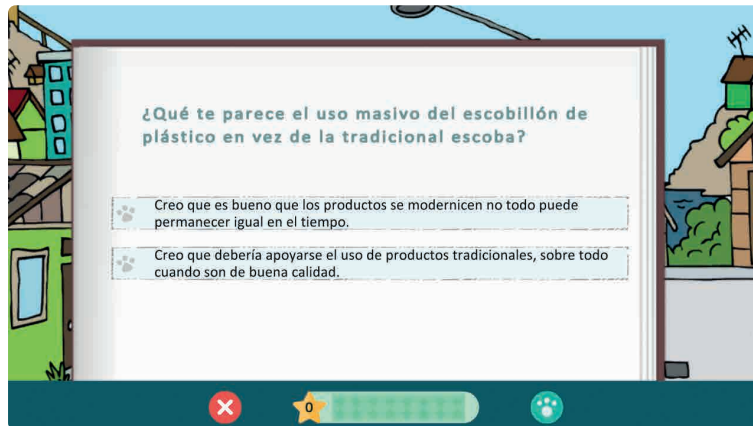 ¿Qué te parece el uso masivo del escobillón de
plástico en vez de la tradicional escoba?
Creo que es bueno que los productos se modernicen no todo puede
permanecer igual en el tiempo.
Creo que debería apoyarse el uso de productos tradicionales, sobre todo
cuando son de buena calidad.
0